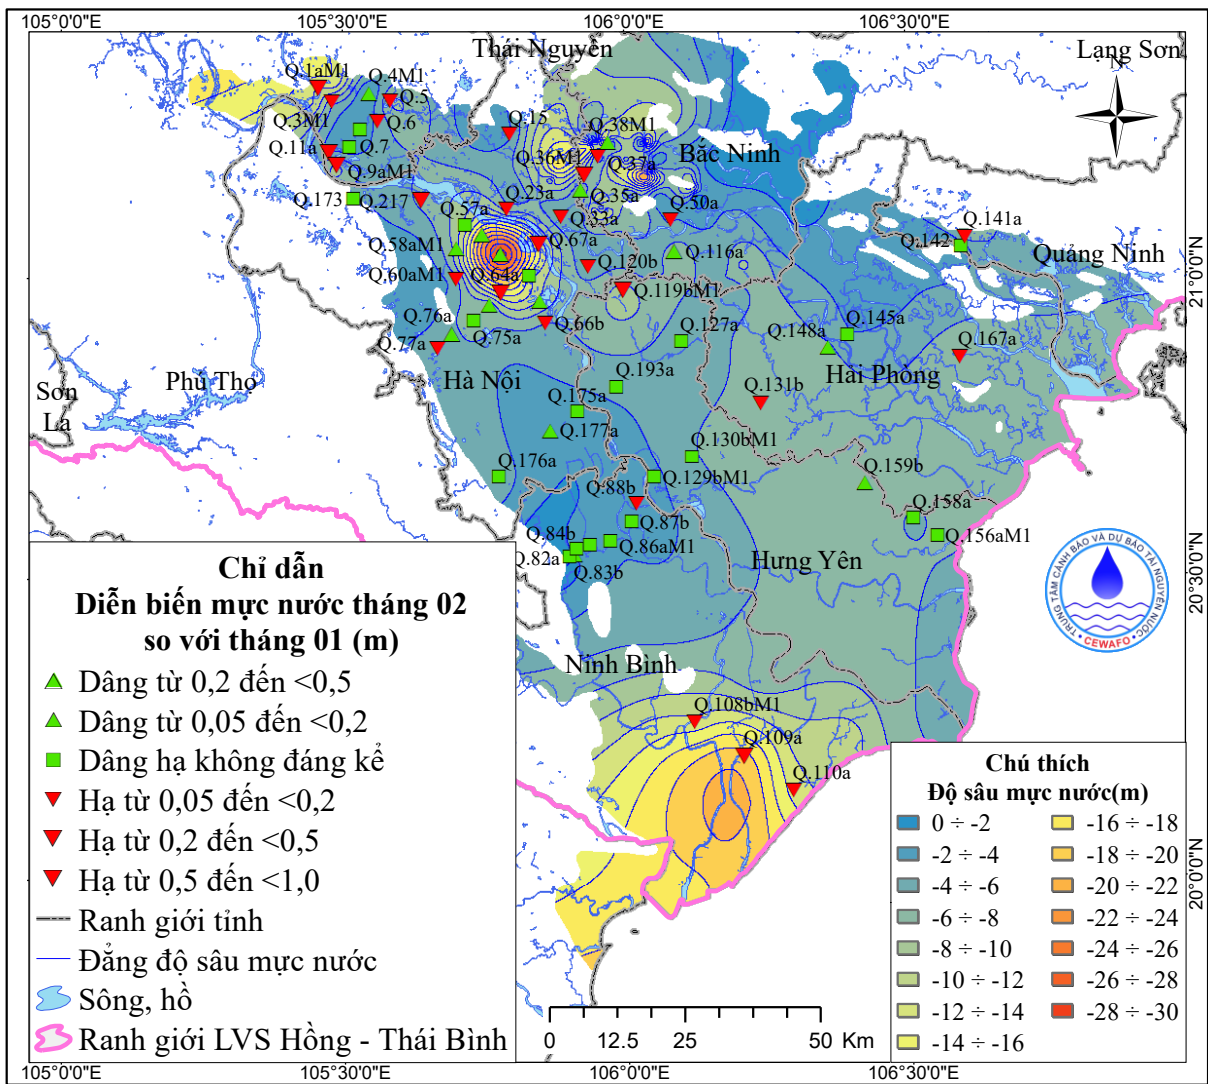 105°0'0"E 105°30'0"E 106°0'0"E 106°30'0"E
Thái Nguyên
Lạng Sơn
N
Q.1aM1
Q.4M1
Q.5
Q.3M1
Q.6
Q.15
Q.38M1
Q.11a
Q.7
Q.36M1
Q.37a
Bắc Ninh
Q.9aM1
Q.173
Q.217
Q.23a
Q.35a
Q.57a
Q.33a
Q.50a
Q.141a
Q.142
Quảng Ninh
Q.58aM1
Q.67a
Q.116a
Q.120b
Q.60aM1
Q.64a
Q.119bM1
21°0'0"N
Q.76a
Q.75a
Q.66b
Q.127a
Q.148a
Q.145a
Q.77a
Q.167a
Hà Nội
Q.193a
Hải Phòng
Phú Thọ
Sơn
La
Q.175a
Q.131b
Q.177a
Q.130bM1
Q.176a
Q.129bM1
Q.159b
Q.88b
Q.158a
Q.87b
Q.84b
Q.86aM1
Q.156aM1
Q.82a
Q.83b
Hưng Yên
20°30'0"N
TRUNG TÂM CẢNH BÁO VÀ DỰ BÁO TÀI NGUYÊN NƯỚC
• CEWAFO •
Ninh Bình
Q.108bM1
Q.109a
Q.110a
20°0'0"N
Chỉ dẫn
Diễn biến mực nước tháng 02
so với tháng 01 (m)
Dâng từ 0,2 đến <0,5
Dâng từ 0,05 đến <0,2
Dâng hạ không đáng kể
Hạ từ 0,05 đến <0,2
Hạ từ 0,2 đến <0,5
Hạ từ 0,5 đến <1,0
Ranh giới tỉnh
Đẳng độ sâu mực nước
Sông, hồ
Ranh giới LVS Hồng - Thái Bình
Chú thích
Độ sâu mực nước(m)
0 ÷ -2
-2 ÷ -4
-4 ÷ -6
-6 ÷ -8
-8 ÷ -10
-10 ÷ -12
-12 ÷ -14
-14 ÷ -16
-16 ÷ -18
-18 ÷ -20
-20 ÷ -22
-22 ÷ -24
-24 ÷ -26
-26 ÷ -28
-28 ÷ -30
0 12.5 25 50 Km
105°0'0"E 105°30'0"E 106°0'0"E 106°30'0"E